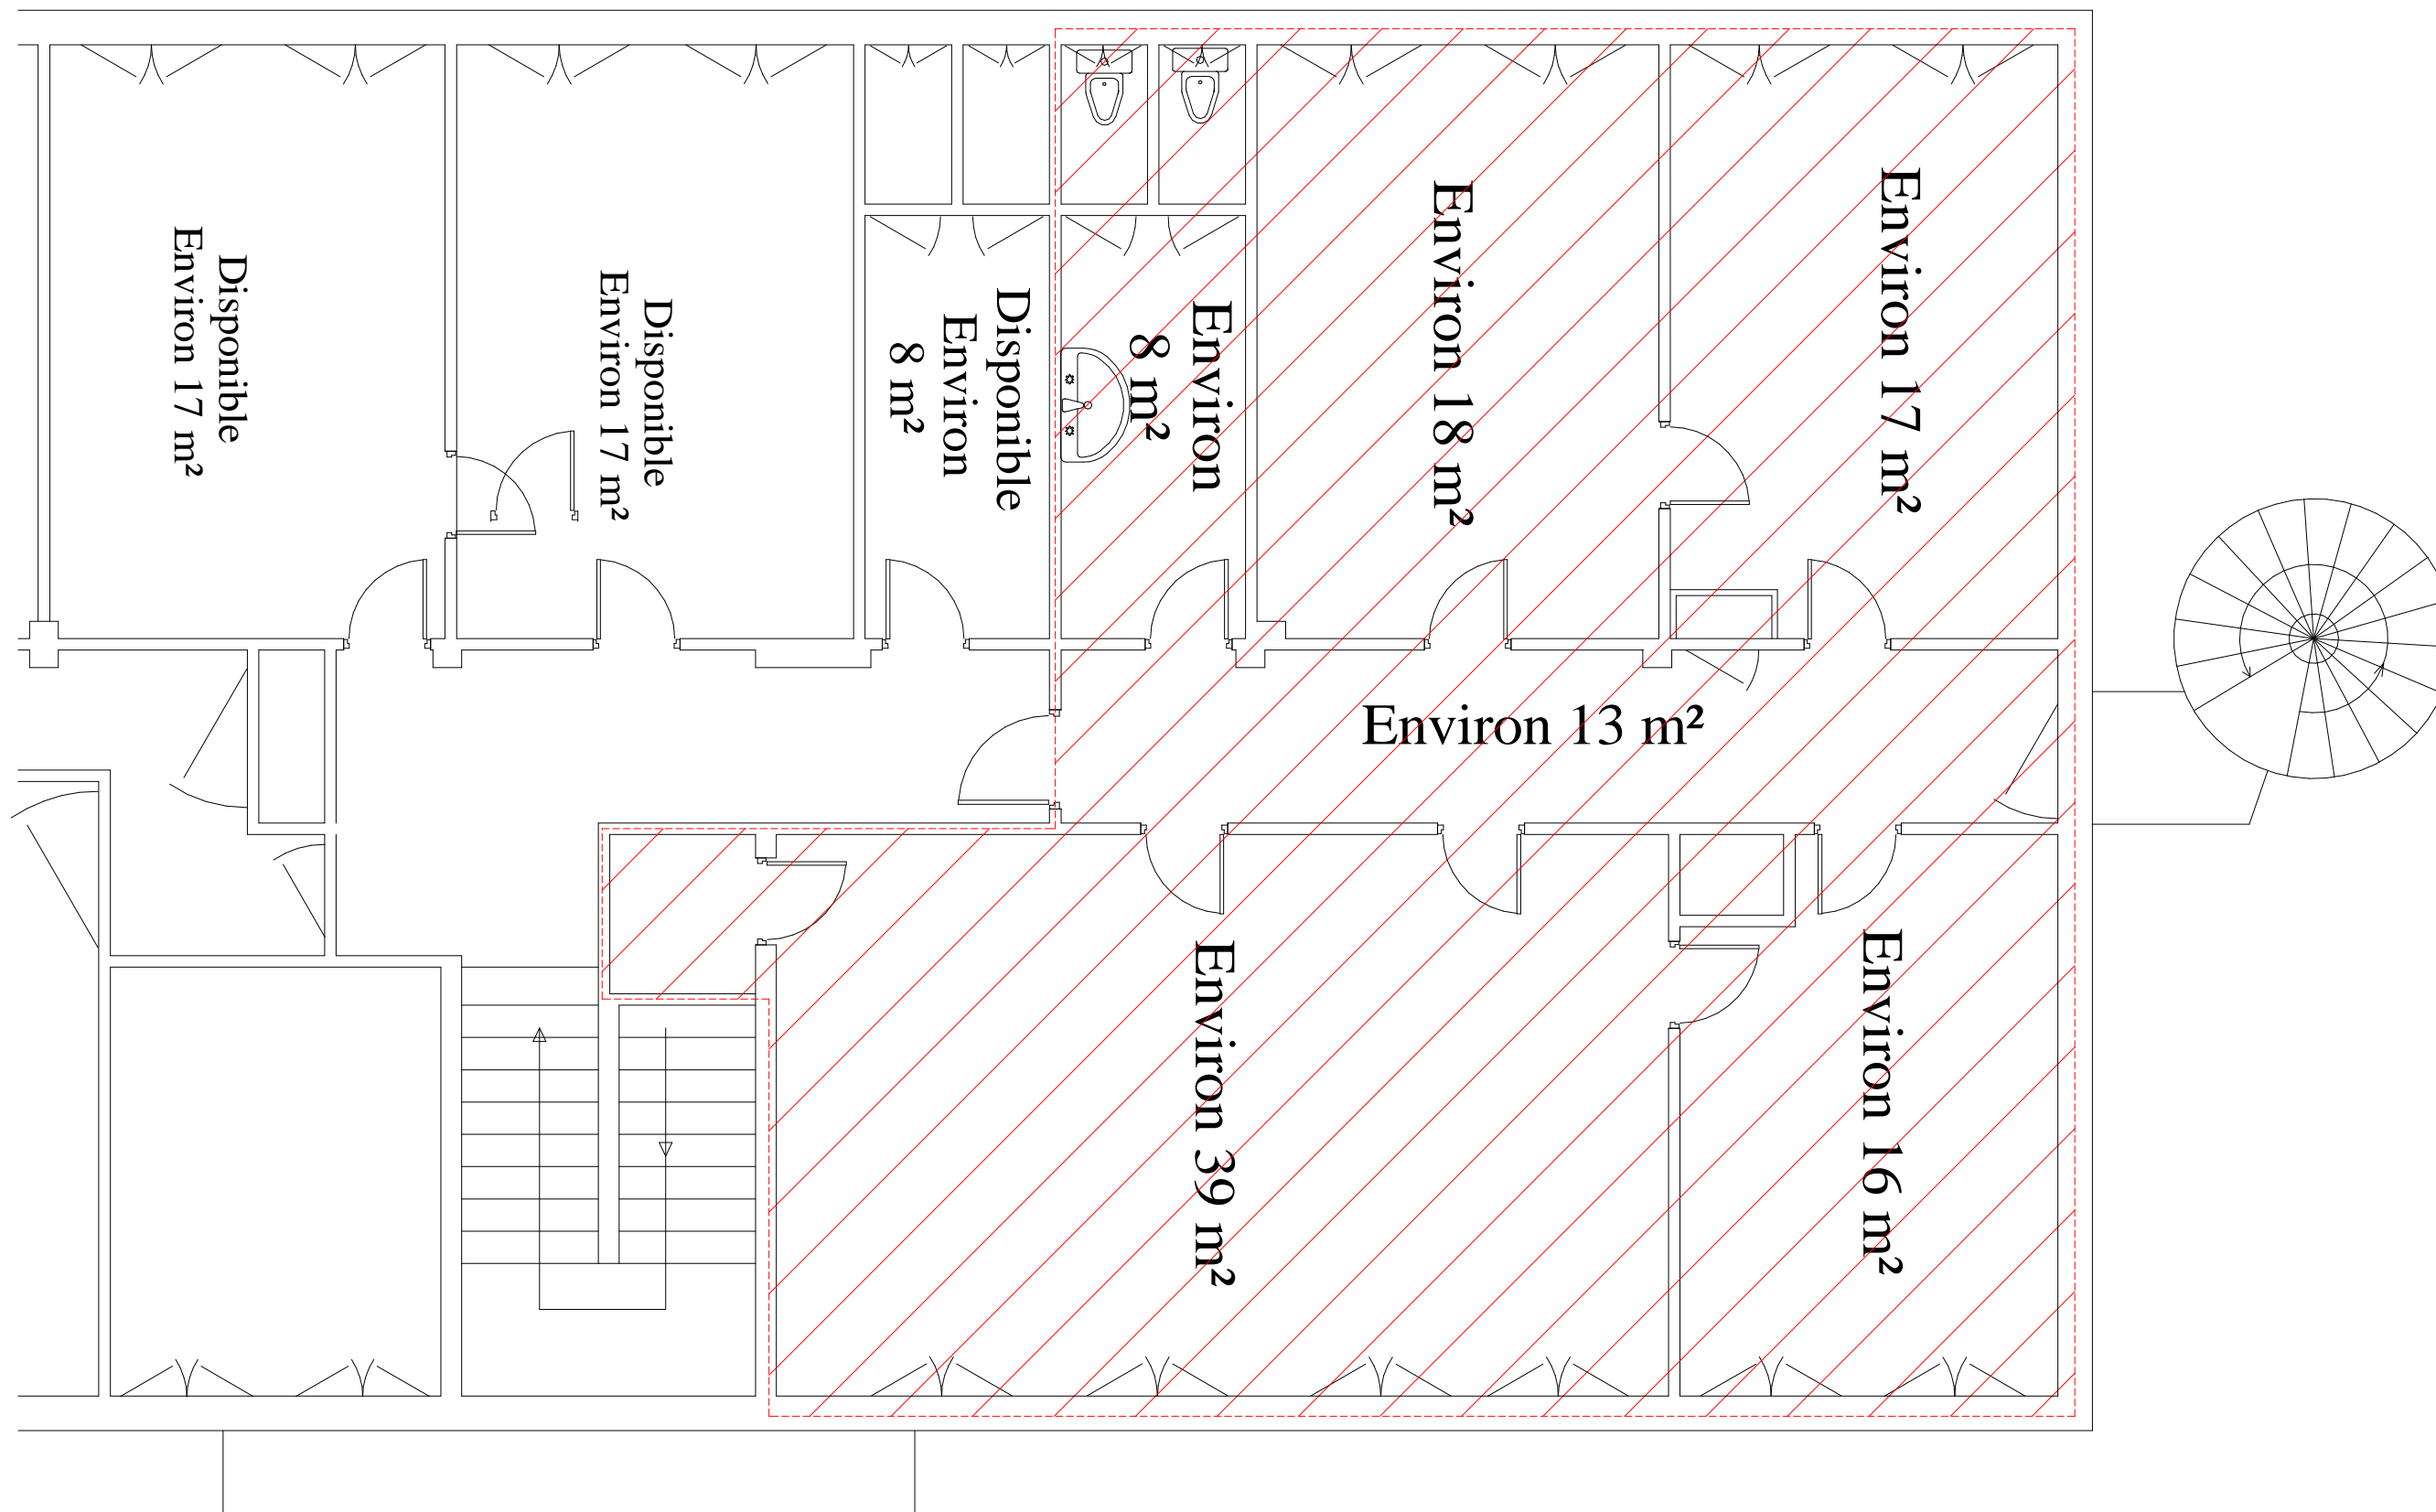 Disponible
Environ 17 m²
Disponible
Environ 17 m²
Disponible
Environ
8 m²
Environ
8 m²
Environ 18 m²
Environ 17 m²
Environ 13 m²
Environ 39 m²
Environ 16 m²